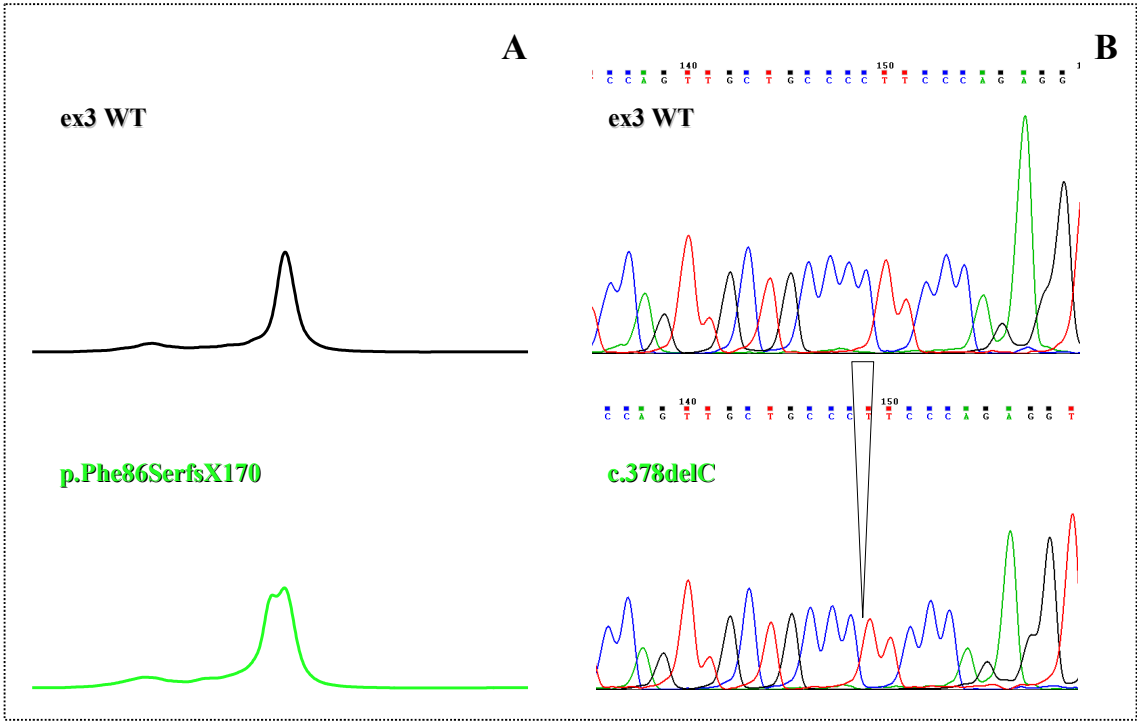 A
B
140 150
C C A G T T G C T G C C C C T T C C C A G A G G
ex3 WT
ex3 WT
140 150
C C A G T T G C T G C C C T T C C C A G A G G T
p.Phe86SerfsX170
c.378delC